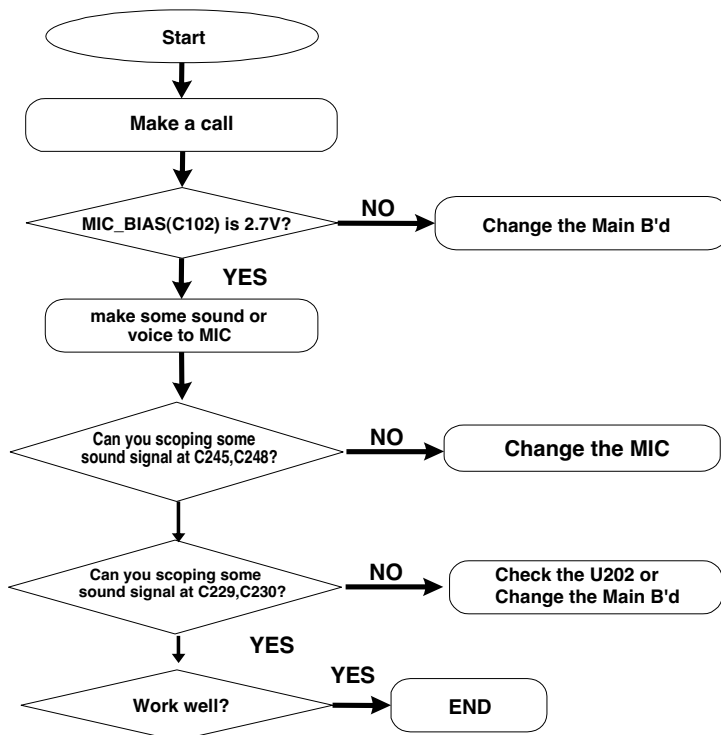 Start
Make a call
MIC_BIAS(C102) is 2.7V?
NO
Change the Main B'd
YES
make some sound or
voice to MIC
Can you scoping some
sound signal at C245,C248?
NO
Change the MIC
Can you scoping some
sound signal at C229,C230?
NO
Check the U202 or
Change the Main B'd
YES
Work well?
YES
END